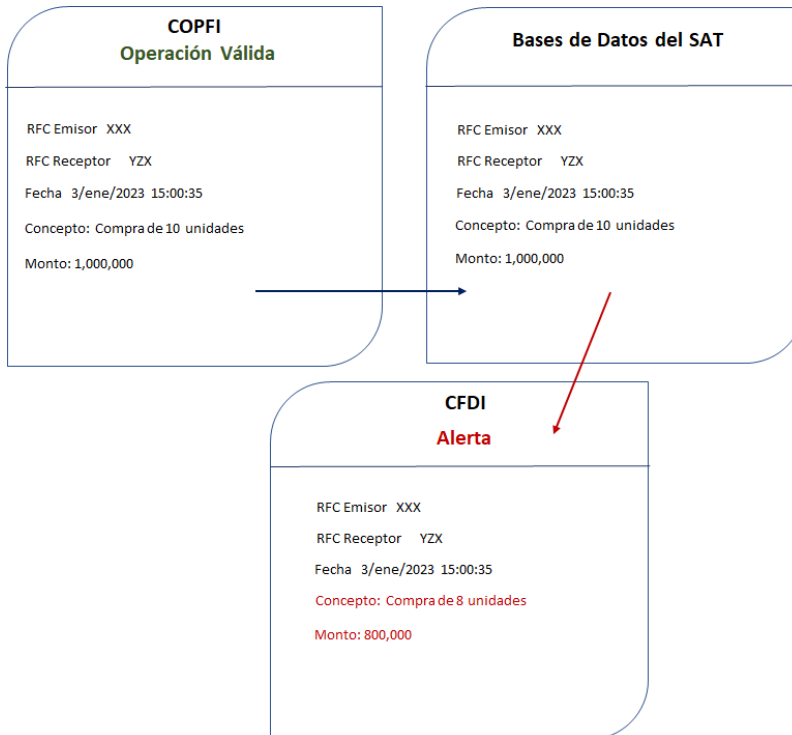 COPFI
Operación Válida
RFC Emisor XXX
RFC Receptor YZX
Fecha 3/ene/2023 15:00:35
Concepto: Compra de 10 unidades
Monto: 1,000,000
Bases de Datos del SAT
RFC Emisor XXX
RFC Receptor YZX
Fecha 3/ene/2023 15:00:35
Concepto: Compra de 10 unidades
Monto: 1,000,000
CFDI
Alerta
RFC Emisor XXX
RFC Receptor YZX
Fecha 3/ene/2023 15:00:35
Concepto: Compra de 8 unidades
Monto: 800,000